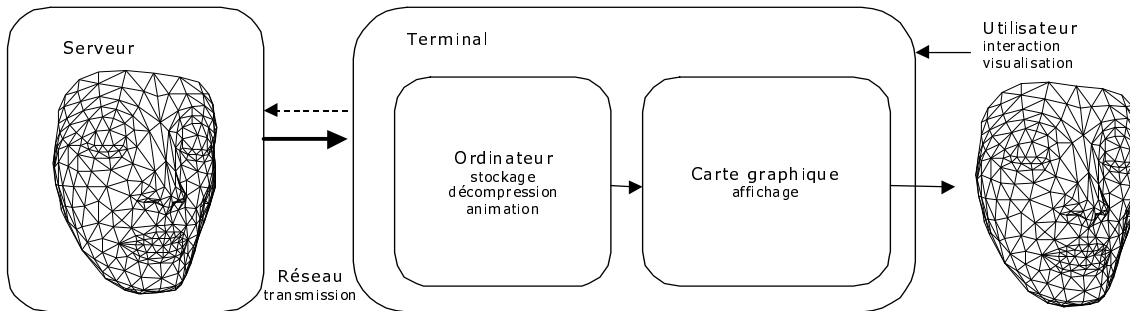 Serveur
Réseau
transmission
Terminal
Ordinateur
stockage
décompression
animation
Carte graphique
affichage
Utilisateur
interaction
visualisation